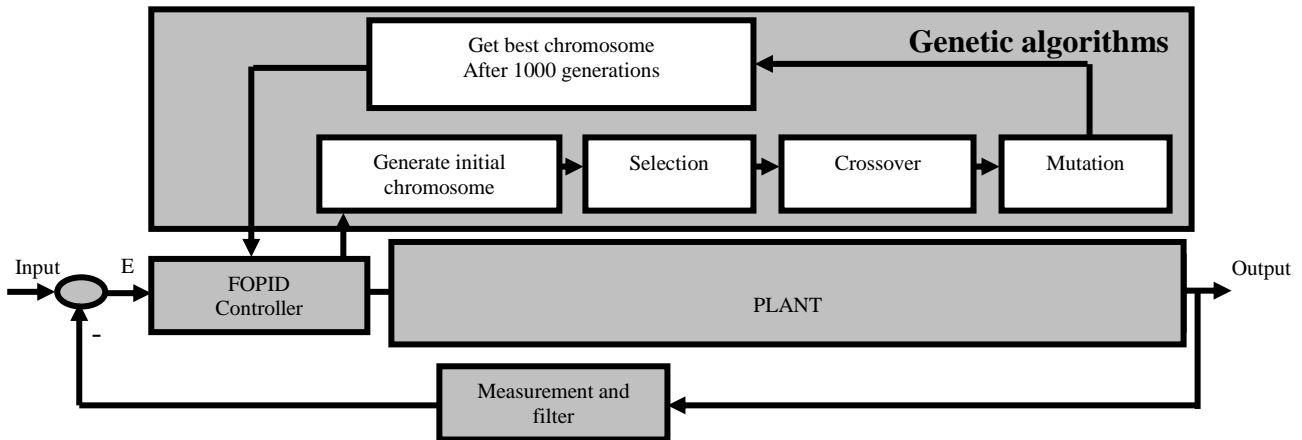 Genetic algorithms
Get best chromosome
After 1000 generations
Generate initial
chromosome
Selection
Crossover
Mutation
Input
E
FOPID
Controller
PLANT
Output
-
Measurement and
filter